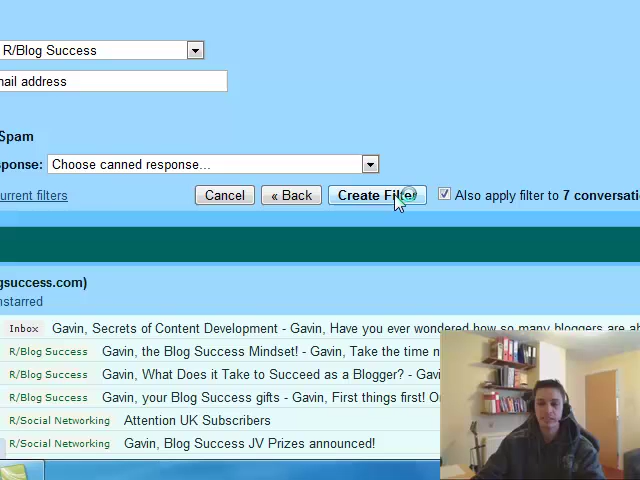 R/Blog Success
nail address
Spam
ponse: Choose canned response...
urrent filters Cancel « Back Create Filter Also apply filter to 7 conversati
gsuccess.com)
nstarred
Inbox Gavin, Secrets of Content Development - Gavin, Have you ever wondered how so many bloggers are ab
R/Blog Success Gavin, the Blog Success Mindset! - Gavin, Take the time n
R/Blog Success Gavin, What Does it Take to Succeed as a Blogger? - Gavin,
R/Blog Success Gavin, your Blog Success gifts - Gavin, First things first!
R/Social Networking Attention UK Subscribers
R/Social Networking Gavin, Blog Success JV Prizes announced!